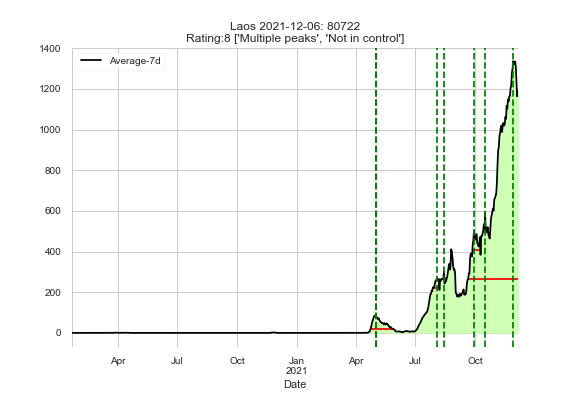 Laos 2021-12-06: 80722
Rating:8 ['Multiple peaks', 'Not in control']
1400
Average-7d
1200
1000
800
600
400
200
0
Apr Jul Oct Jan Apr Jul Oct
2021
Date